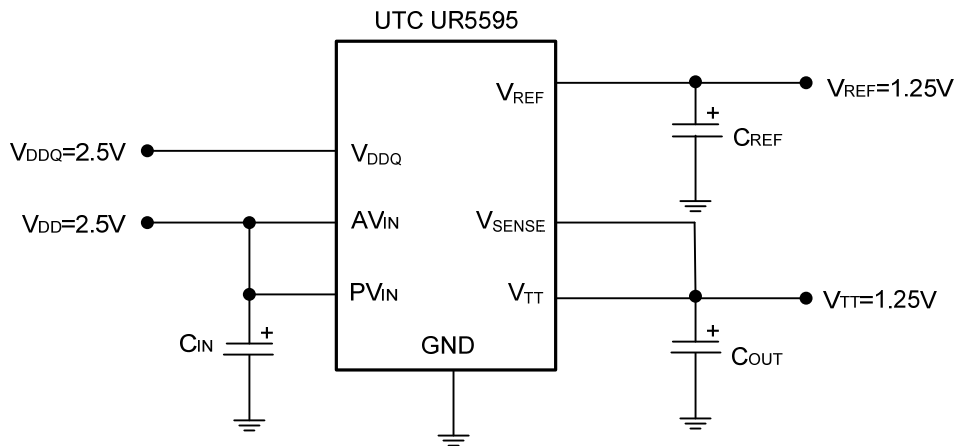 UTC UR5595
VREF
VREF=1.25V
CREF
VDDQ=2.5V
VDDQ
VDD=2.5V
AVIN
VSENSE
PVIN
VTT
VTT=1.25V
CIN
+
+
+
GND
COUT